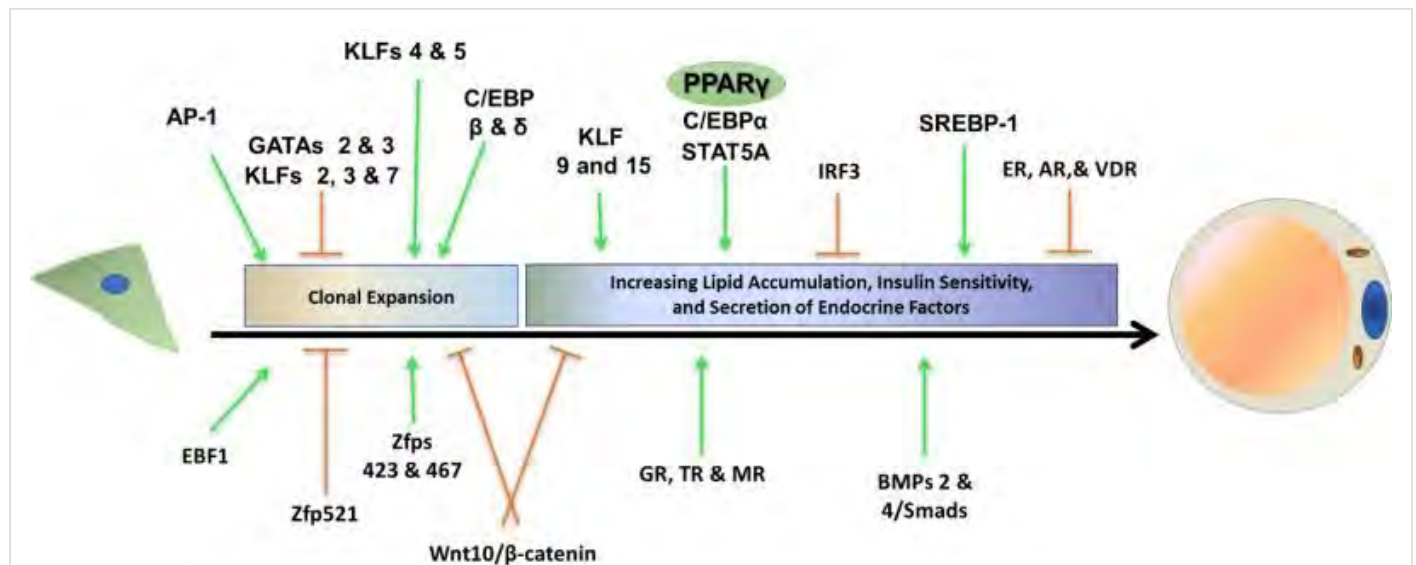 KLFs 4 & 5
AP-1
C/EBP
β & δ
GATAs 2 & 3
KLFs 2, 3 & 7
KLF
9 and 15
PPARγ
C/EBPα
STAT5A
IRF3
SREBP-1
ER, AR,& VDR
Clonal Expansion
Increasing Lipid Accumulation, Insulin Sensitivity,
and Secretion of Endocrine Factors
EBF1
Zfp521
Zfps
423 & 467
Wnt10/β-catenin
GR, TR & MR
BMPs 2 &
4/Smads